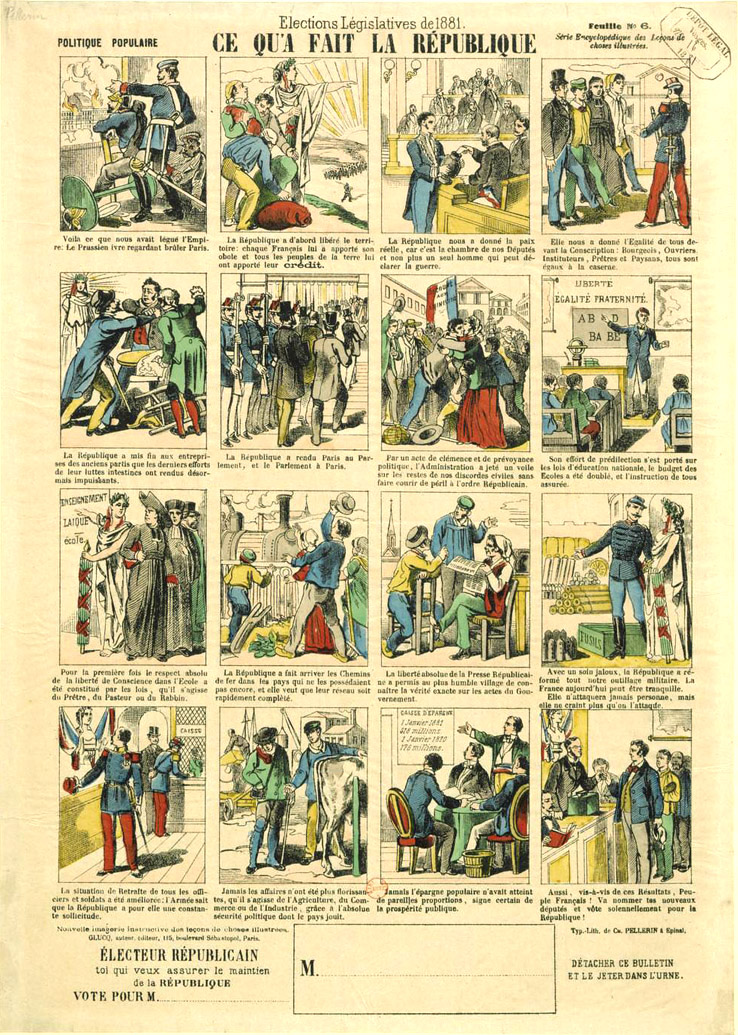 Pellerin
Elections Législatives de 1881.
POLITIQUE POPULAIRE
CE QU'A FAIT LA RÉPUBLIQUE
Feuille No 6.
Série Encyclopédique des Leçons de
choses illustrées.
DÉPOT LÉGAL
Voila ce que nous avait légué l'Empi-
re: Le Prussien ivre regardant brûler Paris.
La République a d'abord libéré le terri-
toire: chaque Français lui a apporté son
obole et tous les peuples de la terre lui
ont apporté leur crédit.
La République nous a donné la paix
réelle, car c'est la chambre de nos Députés
et non plus un seul homme qui peut dé-
clarer la guerre.
Elle nous a donné l'Egalité de tous de-
vant la Conscription: Bourgeois, Ouvriers,
Instituteurs, Prêtres et Paysans, tous sont
égaux à la caserne.
La République a mis fin aux entrepri-
ses des anciens partis que les derniers efforts
de leur luttes intestines ont rendus désor-
mais impuissants.
La République a rendu Paris au Par-
lement, et le Parlement à Paris.
Par un acte de clémence et de prévoyance
politique, l'Administration a jeté un voile
sur les restes de nos discordes civiles sans
faire courir de péril à l'ordre Républicain.
LIBERTÉ
ÉGALITÉ FRATERNITÉ.
AB & D
BA BE
Son effort de prédilection s'est porté sur
les lois d'éducation nationale, le budget des
Ecoles a été doublé, et l'instruction de tous
assurée.
ENSEIGNEMENT
LAIQUE
école
Pour la première fois le respect absolu
de la liberté de Conscience dans l'Ecole a
été constitué par les lois, qu'il s'agisse
du Prêtre, du Pasteur ou du Rabbin.
La République a fait arriver les Chemins
de fer dans les pays qui ne les possédaient
pas encore, et elle veut que leur réseau soit
rapidement complété.
La liberté absolue de la Presse Républicai-
ne a permis au plus humble village de con-
naître la vérité exacte sur les actes du Gou-
vernement.
FUSILS
Avec un soin jaloux, la République a ré-
formé tout notre outillage militaire. La
France aujourd'hui peut être tranquille.
Elle n'attaquera jamais personne, mais
elle ne craint plus qu'on l'attaque.
CAISSE
La situation de Retraite de tous les offi-
ciers et soldats a été améliorée: l'Armée sait
que la République a pour elle une constan-
te sollicitude.
Jamais les affaires n'ont été plus florissan-
tes, qu'il s'agisse de l'Agriculture, du Com-
merce ou de l'Industrie, grâce à l'absolue
sécurité politique dont le pays jouit.
CAISSE D'EPARGNE
1 Janvier 1881
millions.
1 Janvier 1870
millions.
Jamais l'épargne populaire n'avait atteint
de pareilles proportions, signe certain de
la prospérité publique.
Aussi, vis-à-vis de ces Résultats, Peu-
ple Français! Va nommer tes nouveaux
députés et vote solennellement pour la
République!
Nouvelle imagerie instructive des leçons de choses illustrées.
GLUCQ, auteur, éditeur, 115, boulevard Sébastopol, Paris.
Typ.-Lith. de Ch. PELLERIN à Epinal,
ÉLECTEUR RÉPUBLICAIN
toi qui veux assurer le maintien
de la RÉPUBLIQUE
VOTE POUR M.
M.
DÉTACHER CE BULLETIN
ET LE JETER DANS L'URNE.